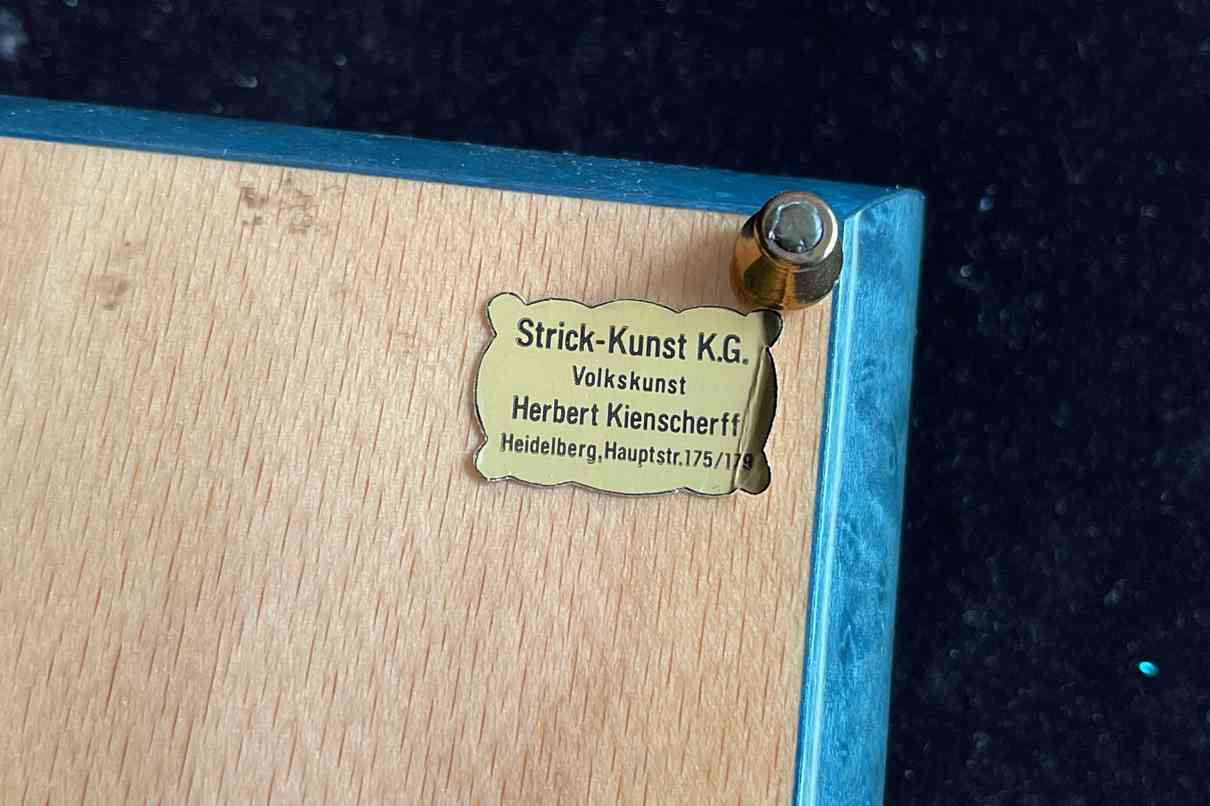 Strick-Kunst K.G.
Volkskunst
Herbert Kienscherff
Heidelberg,Hauptstr.175/179